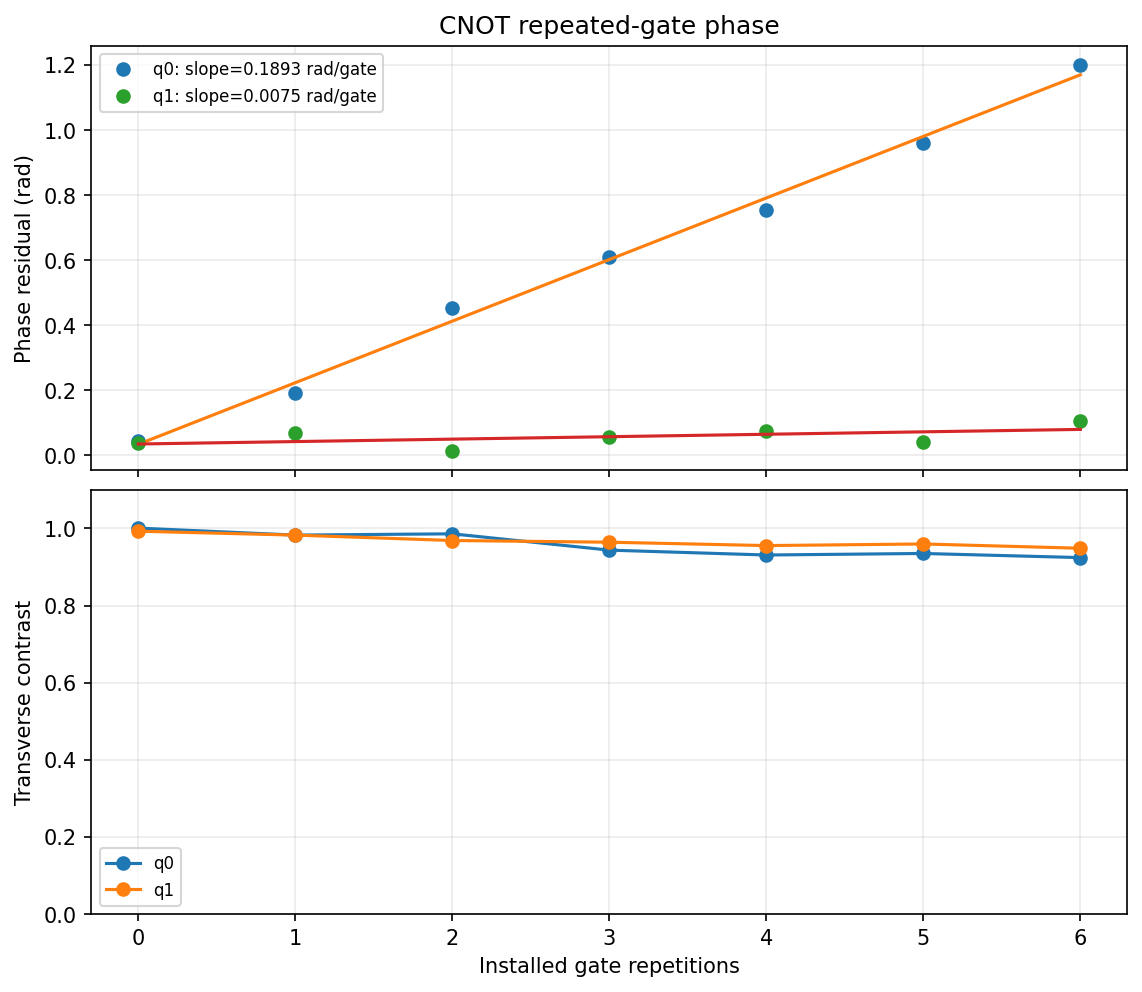 CNOT repeated-gate phase
q0: slope=0.1893 rad/gate
q1: slope=0.0075 rad/gate
Phase residual (rad)
1.2
1.0
0.8
0.6
0.4
0.2
0.0
Transverse contrast
1.0
0.8
0.6
0.4
0.2
0.0
q0
q1
0 1 2 3 4 5 6
Installed gate repetitions